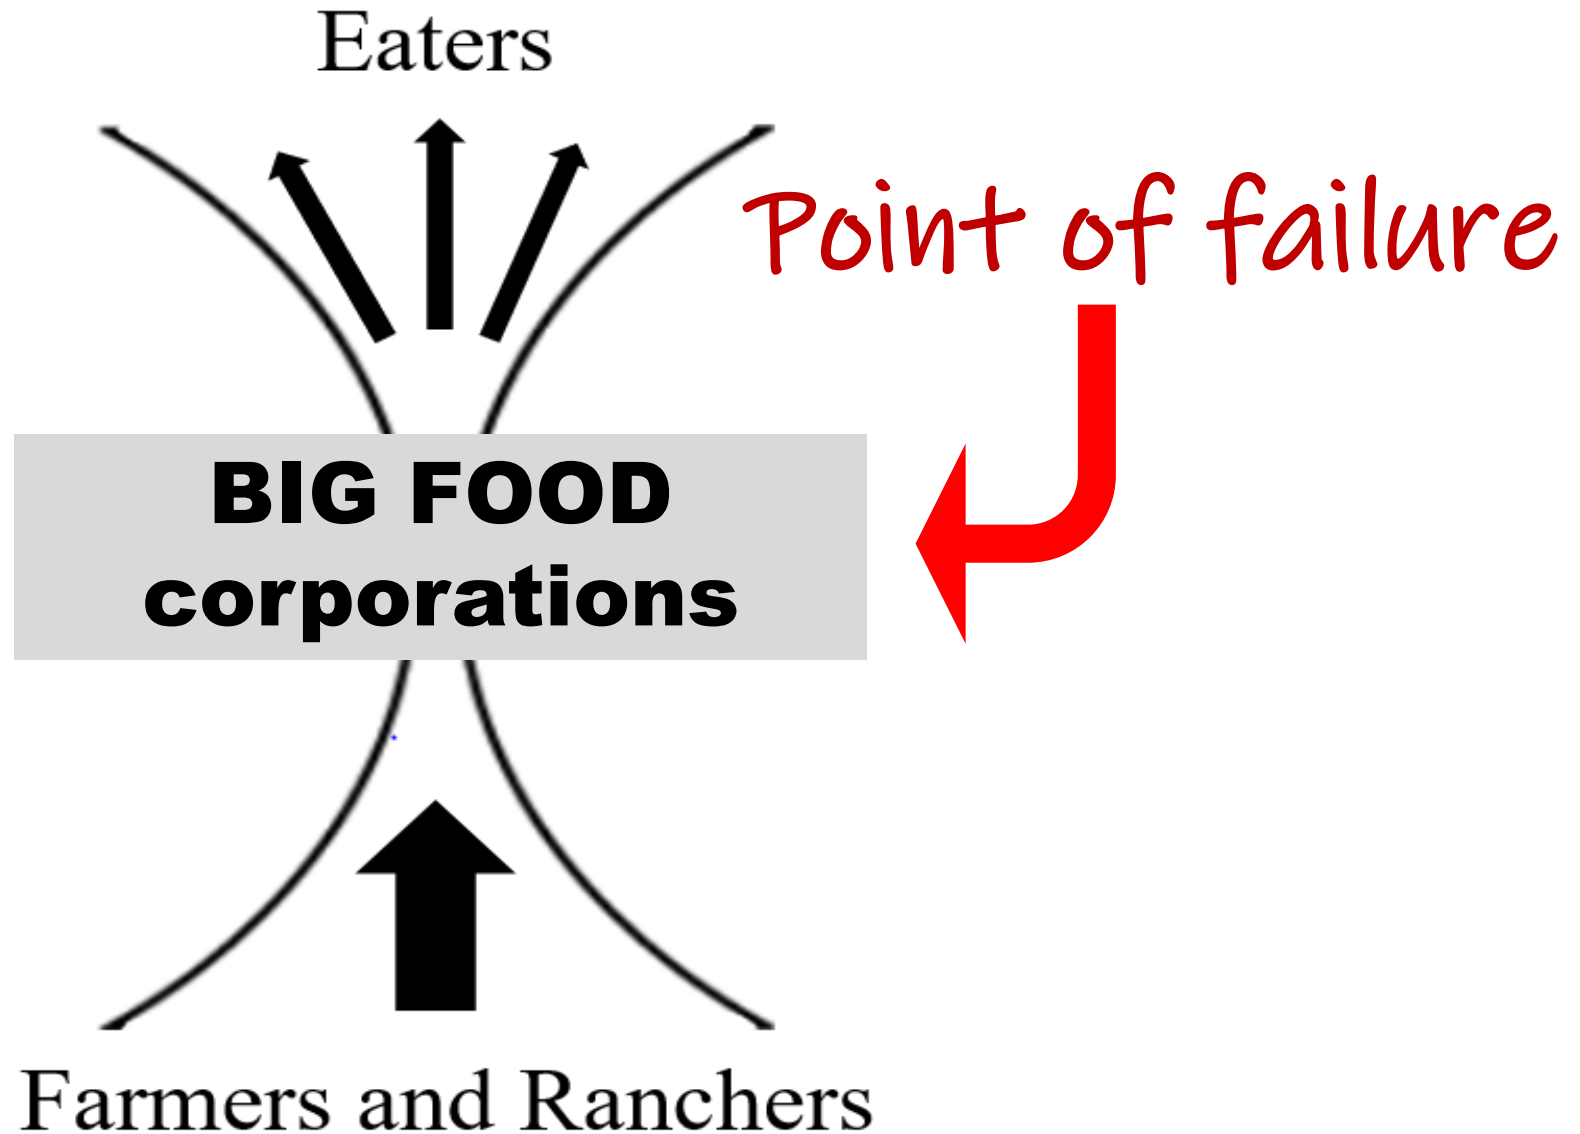 Eaters
Point of failure
BIG FOOD
corporations
Farmers and Ranchers